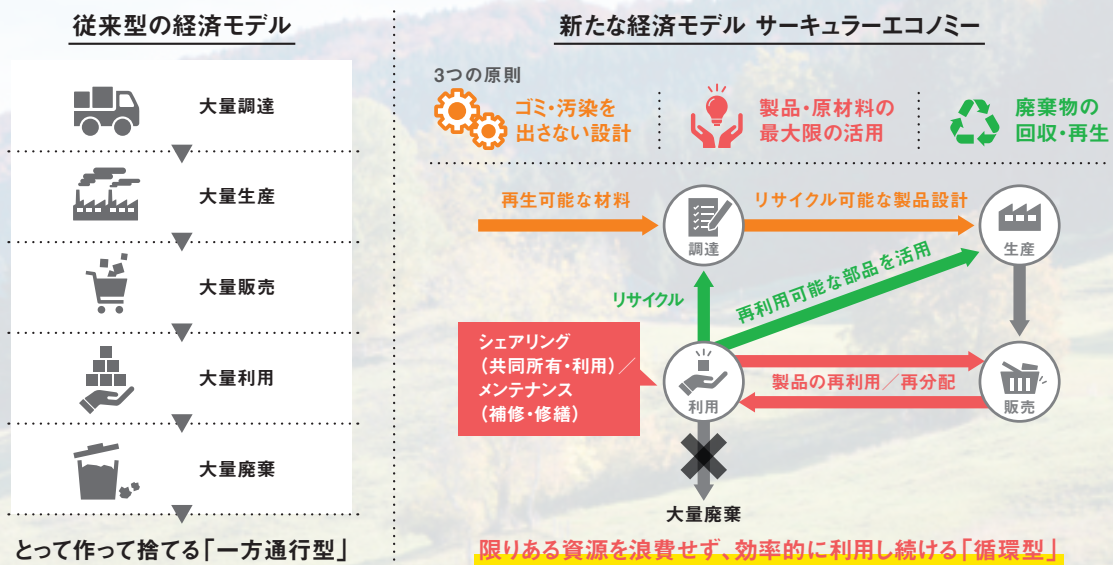 従来型の経済モデル
大量調達
大量生産
大量販売
大量利用
大量廃棄
とって作って捨てる「一方通行型」
新たな経済モデル サーキュラーエコノミー
3つの原則
ゴミ・汚染を
出さない設計
製品・原材料の
最大限の活用
廃棄物の
回収・再生
再生可能な材料
調達
リサイクル可能な製品設計
生産
リサイクル
再利用可能な部品を活用
シェアリング
(共同所有・利用)／
メンテナンス
(補修・修繕)
利用
製品の再利用／再分配
販売
大量廃棄
限りある資源を浪費せず、効率的に利用し続ける「循環型」